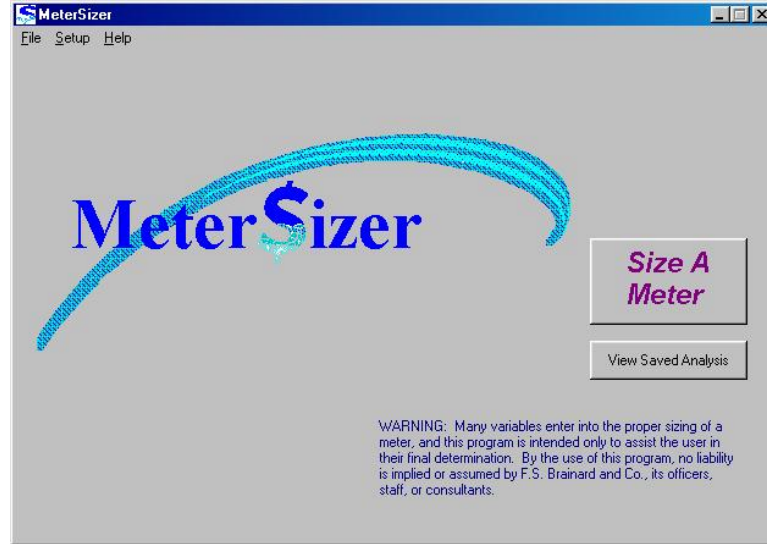 MeterSizer
File Setup Help
Meter$izer
Size A
Meter
View Saved Analysis
WARNING: Many variables enter into the proper sizing of a
meter, and this program is intended only to assist the user in
their final determination. By the use of this program, no liability
is implied or assumed by F.S. Brainard and Co., its officers,
staff, or consultants.